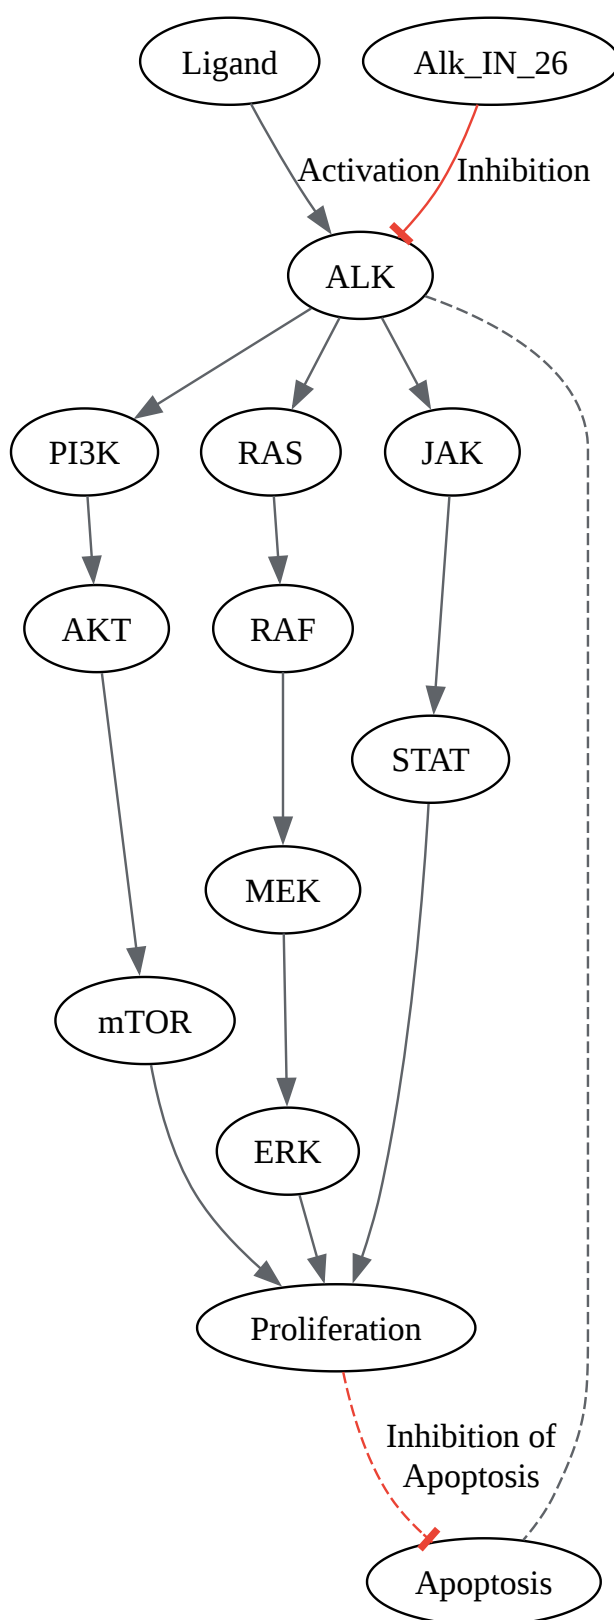 Ligand
Alk_IN_26
Activation
Inhibition
ALK
PI3K
RAS
JAK
AKT
RAF
STAT
MEK
mTOR
ERK
Proliferation
Inhibition of
Apoptosis
Apoptosis